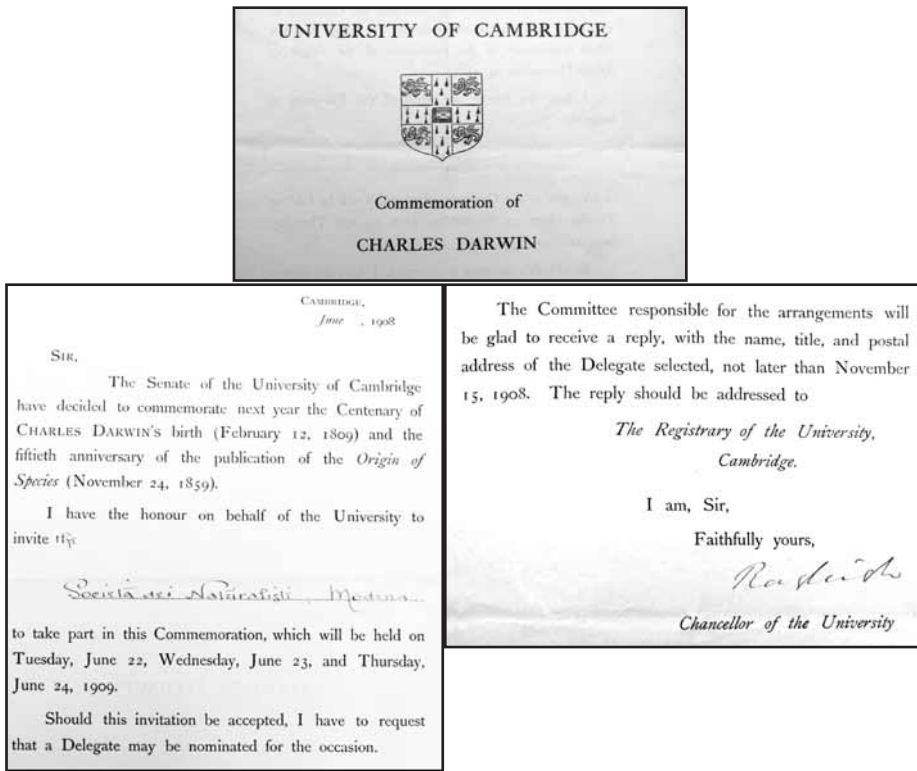 UNIVERSITY OF CAMBRIDGE
Commemoration of
CHARLES DARWIN
CAMBRIDGE,
June , 1908
SIR,
The Senate of the University of Cambridge
have decided to commemorate next year the Centenary of
CHARLES DARWIN'S birth (February 12, 1809) and the
fiftieth anniversary of the publication of the Origin of
Species (November 24, 1859).
I have the honour on behalf of the University to
invite
Società dei Naturalisti, Modena
to take part in this Commemoration, which will be held on
Tuesday, June 22, Wednesday, June 23, and Thursday,
June 24, 1909.
Should this invitation be accepted, I have to request
that a Delegate may be nominated for the occasion.
The Committee responsible for the arrangements will
be glad to receive a reply, with the name, title, and postal
address of the Delegate selected, not later than November
15, 1908. The reply should be addressed to
The Registrary of the University,
Cambridge.
I am, Sir,
Faithfully yours,
Rayleigh
Chancellor of the University